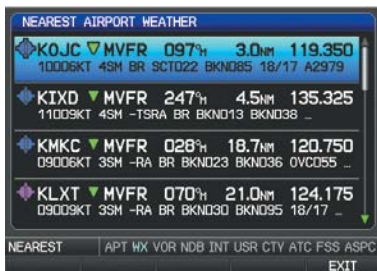 NEAREST AIRPORT WEATHER
KOJC MVFR 097°M 3.0NM 119.350
10006KT 4SM BR SCT022 BKN085 18/17 A2979
KIXD MVFR 247°M 4.5NM 135.325
11009KT 4SM -TSRA BR BKN013 BKN038 …
KMKC MVFR 028°M 18.7NM 120.750
09006KT 3SM -RA BR BKN023 BKN036 OVC055 …
KLXT MVFR 070°M 21.0NM 124.175
09009KT 3SM -RA BR BKN030 BKN095 18/17 …
NEAREST APT WX VOR NDB INT USR CTY ATC FSS ASPC
EXIT